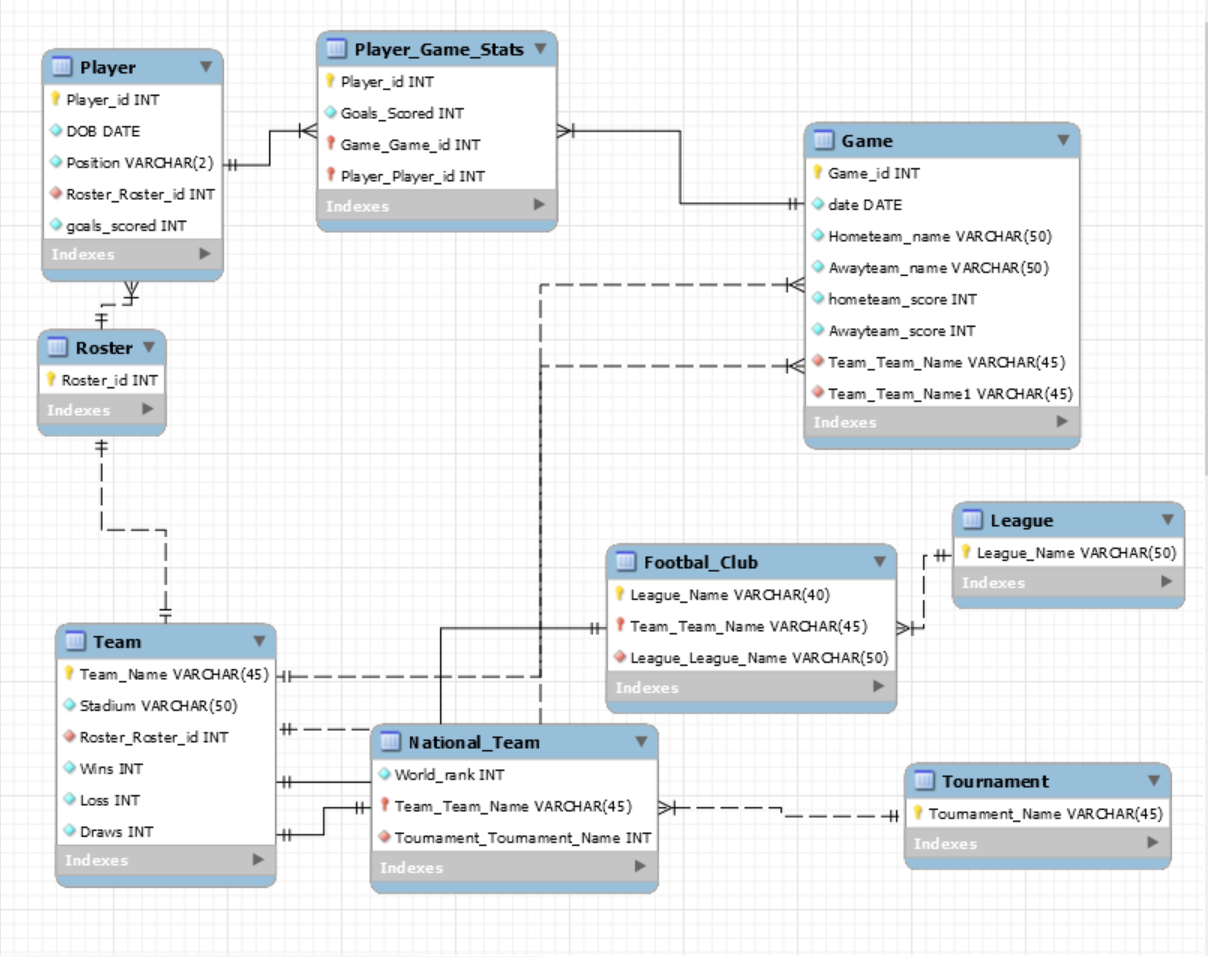 Player
Player_id INT
DOB DATE
Position VARCHAR(2)
Roster_Roster_id INT
goals_scored INT
Indexes
Player_Game_Stats
Player_id INT
Goals_Scored INT
Game_Game_id INT
Player_Player_id INT
Indexes
Game
Game_id INT
date DATE
Hometeam_name VARCHAR(50)
Awayteam_name VARCHAR(50)
hometeam_score INT
Awayteam_score INT
Team_Team_Name VARCHAR(45)
Team_Team_Name1 VARCHAR(45)
Indexes
Roster
Roster_id INT
Indexes
League
League_Name VARCHAR(50)
Indexes
Footbal_Club
League_Name VARCHAR(40)
Team_Team_Name VARCHAR(45)
League_League_Name VARCHAR(50)
Indexes
Team
Team_Name VARCHAR(45)
Stadium VARCHAR(50)
Roster_Roster_id INT
Wins INT
Loss INT
Draws INT
Indexes
National_Team
World_rank INT
Team_Team_Name VARCHAR(45)
Tournament_Tournament_Name INT
Indexes
Tournament
Tournament_Name VARCHAR(45)
Indexes